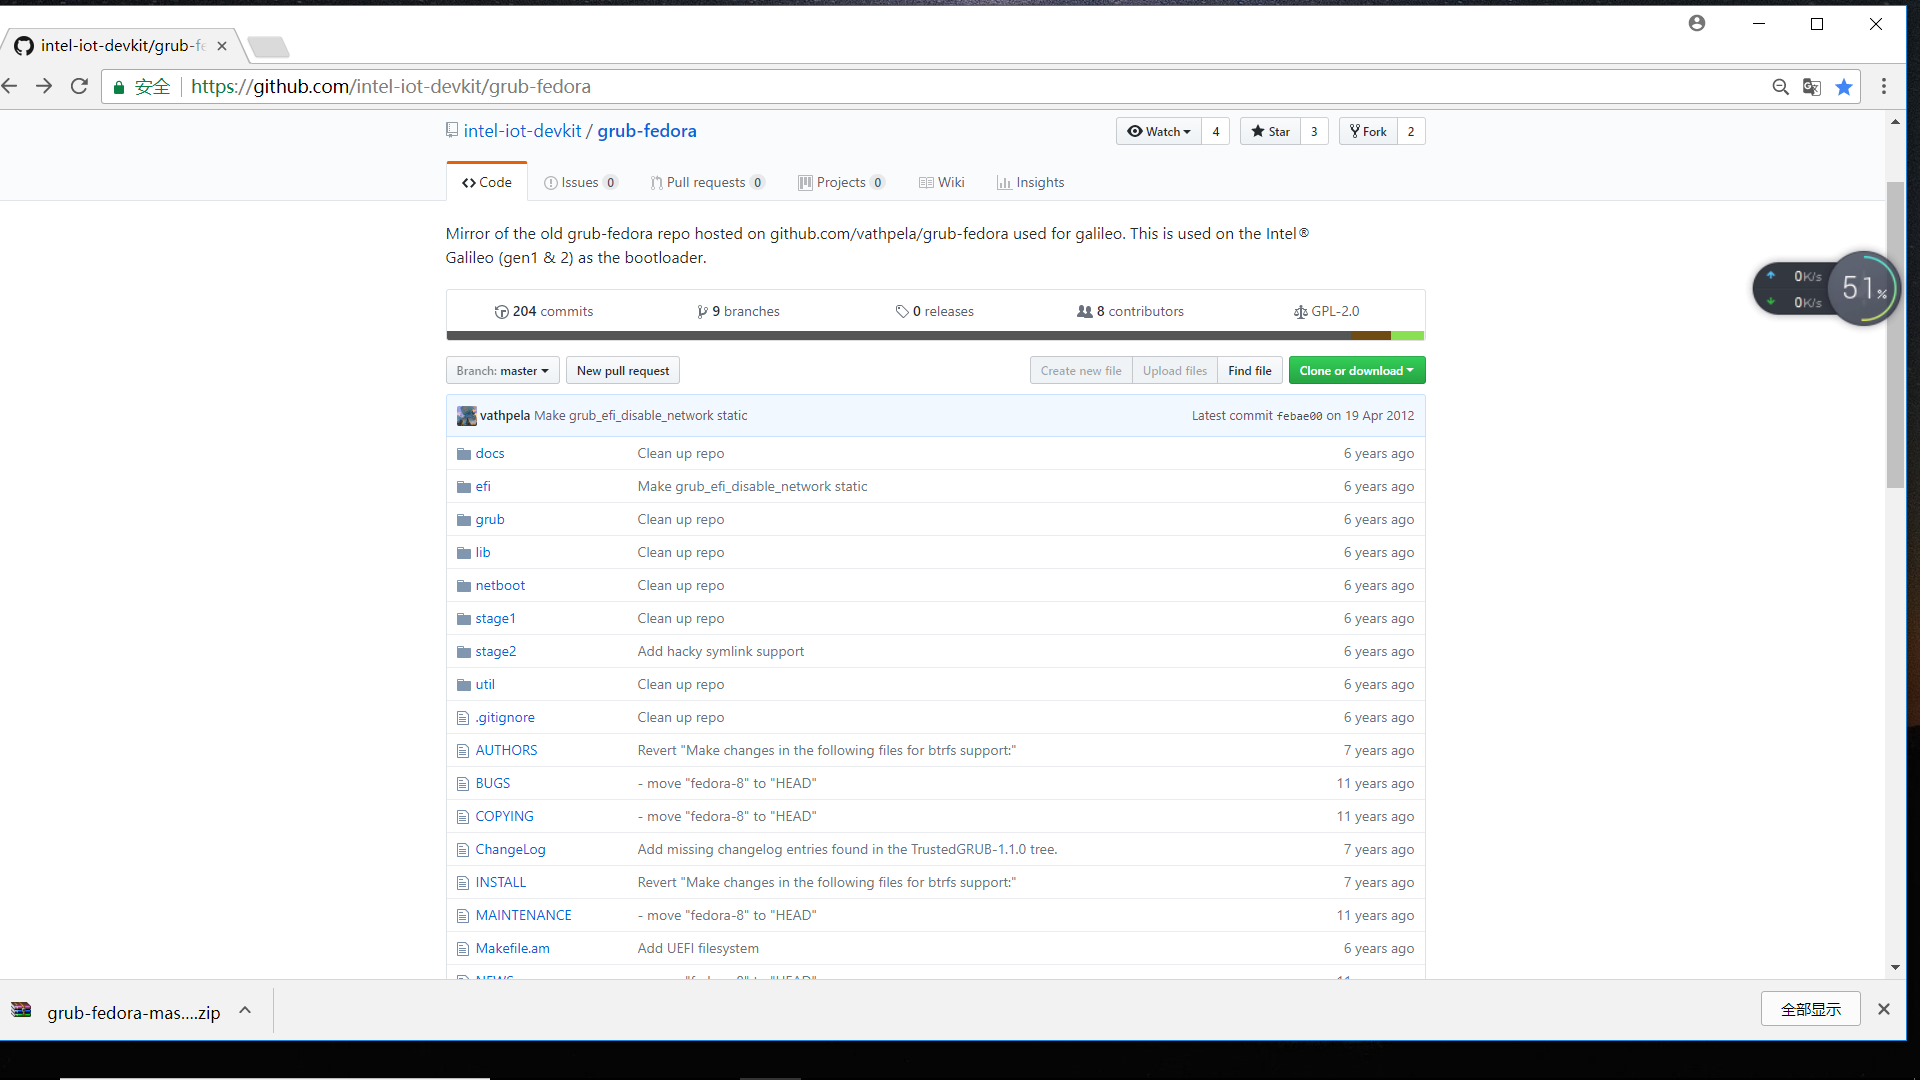 intel-iot-devkit/grub-fe
安全 https://github.com/intel-iot-devkit/grub-fedora
intel-iot-devkit / grub-fedora
Watch 4 Star 3 Fork 2
Code Issues 0 Pull requests 0 Projects 0 Wiki Insights
Mirror of the old grub-fedora repo hosted on github.com/vathpela/grub-fedora used for galileo. This is used on the Intel®
Galileo (gen1 & 2) as the bootloader.
0K/s
51%
0K/s
204 commits 9 branches 0 releases 8 contributors GPL-2.0
Branch: master New pull request Create new file Upload files Find file Clone or download
vathpela Make grub_efi_disable_network static Latest commit febae00 on 19 Apr 2012
docs Clean up repo 6 years ago
efi Make grub_efi_disable_network static 6 years ago
grub Clean up repo 6 years ago
lib Clean up repo 6 years ago
netboot Clean up repo 6 years ago
stage1 Clean up repo 6 years ago
stage2 Add hacky symlink support 6 years ago
util Clean up repo 6 years ago
.gitignore Clean up repo 6 years ago
AUTHORS Revert "Make changes in the following files for btrfs support:" 7 years ago
BUGS - move "fedora-8" to "HEAD" 11 years ago
COPYING - move "fedora-8" to "HEAD" 11 years ago
ChangeLog Add missing changelog entries found in the TrustedGRUB-1.1.0 tree. 7 years ago
INSTALL Revert "Make changes in the following files for btrfs support:" 7 years ago
MAINTENANCE - move "fedora-8" to "HEAD" 11 years ago
Makefile.am Add UEFI filesystem 6 years ago
grub-fedora-mas....zip 全部显示